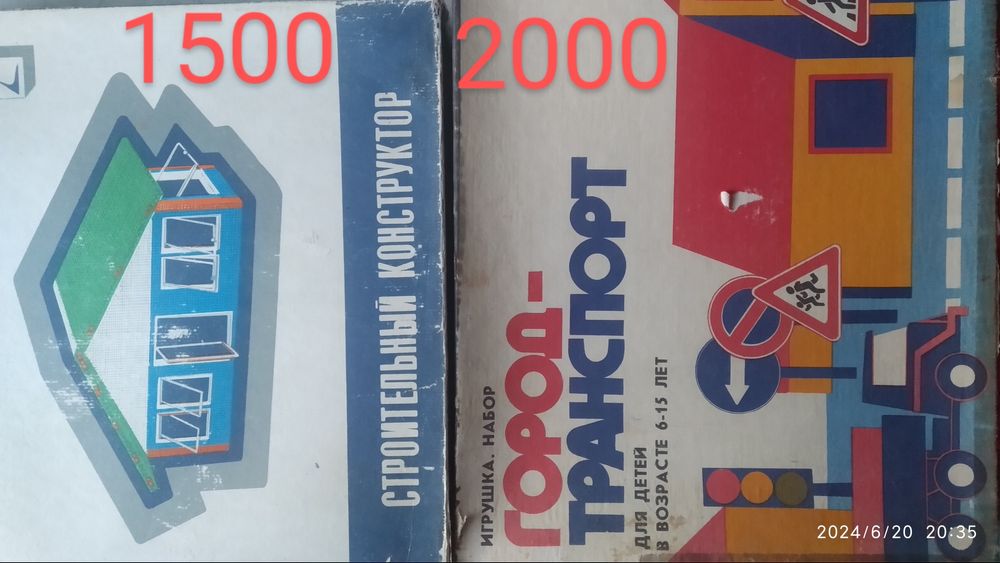 1500
2000
СТРОИТЕЛЬНЫЙ КОНСТРУКТОР
ИГРУШКА. НАБОР
ГОРОД-
ТРАНСПОРТ
ДЛЯ ДЕТЕЙ
В ВОЗРАСТЕ 6-15 ЛЕТ
2024/6/20 20:35